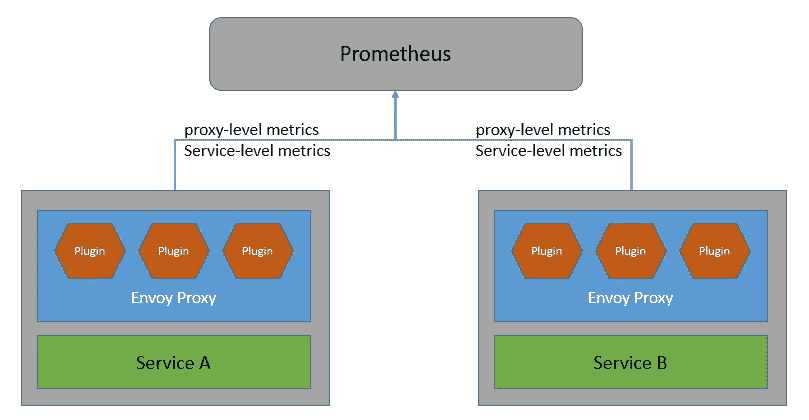 Prometheus
proxy-level metrics
Service-level metrics
proxy-level metrics
Service-level metrics
Plugin
Plugin
Plugin
Envoy Proxy
Service A
Plugin
Plugin
Plugin
Envoy Proxy
Service B